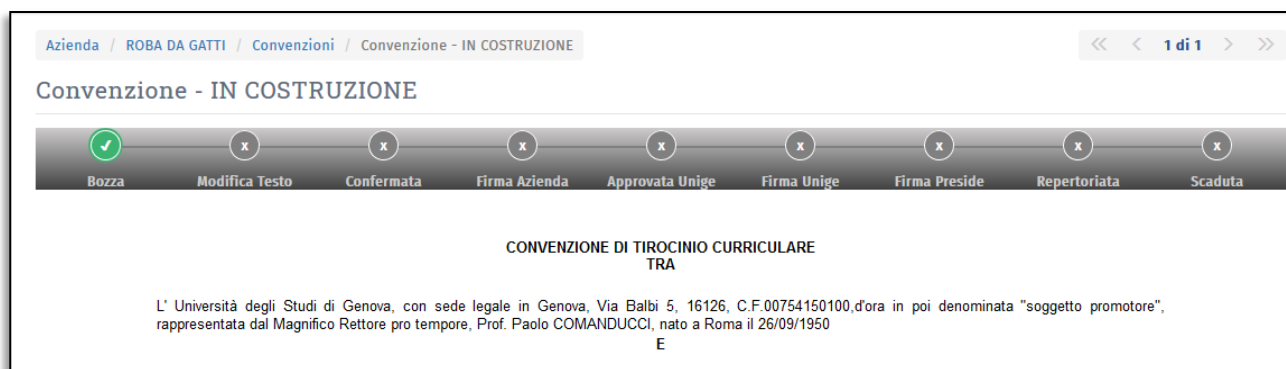 Azienda / ROBA DA GATTI / Convenzioni / Convenzione - IN COSTRUZIONE
1 di 1
Convenzione - IN COSTRUZIONE
x x x x x x x x
Bozza Modifica Testo Confermata Firma Azienda Approvata Unige Firma Unige Firma Preside Repertoriata Scaduta
CONVENZIONE DI TIROCINIO CURRICULARE
TRA
L' Università degli Studi di Genova, con sede legale in Genova, Via Balbi 5, 16126, C.F.00754150100,d'ora in poi denominata "soggetto promotore",
rappresentata dal Magnifico Rettore pro tempore, Prof. Paolo COMANDUCCI, nato a Roma il 26/09/1950
E